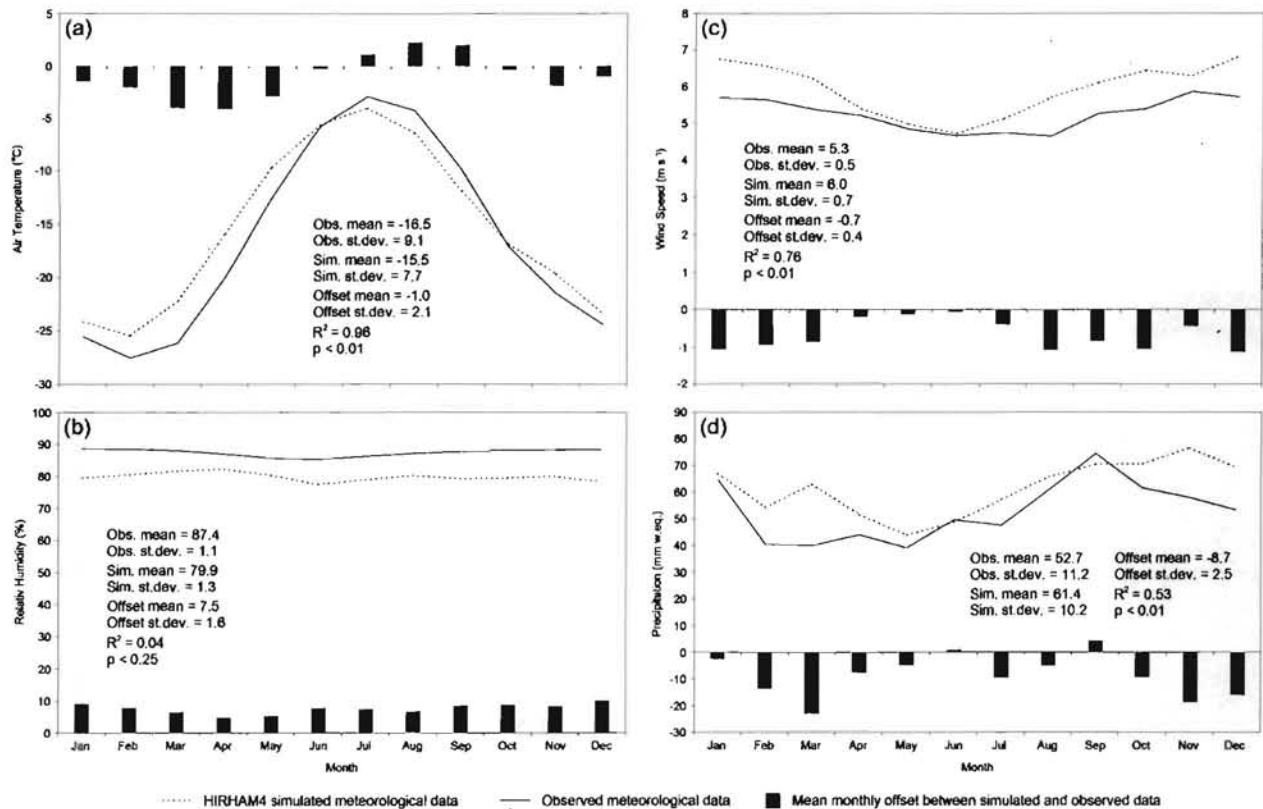 (a)
5
0
-5
-10
-15
-20
-25
-30
Air Temperature (°C)
Obs. mean = -16.5
Obs. st.dev. = 9.1
Sim. mean = -15.5
Sim. st.dev. = 7.7
Offset mean = -1.0
Offset st.dev. = 2.1
R² = 0.96
p < 0.01
(c)
8
7
6
5
4
3
2
1
0
-1
-2
Wind Speed (m s⁻¹)
Obs. mean = 5.3
Obs. st.dev. = 0.5
Sim. mean = 6.0
Sim. st.dev. = 0.7
Offset mean = -0.7
Offset st.dev. = 0.4
R² = 0.76
p < 0.01
(b)
100
90
80
70
60
50
40
30
20
10
0
Relativ Humidity (%)
Obs. mean = 87.4
Obs. st.dev. = 1.1
Sim. mean = 79.9
Sim. st.dev. = 1.3
Offset mean = 7.5
Offset st.dev. = 1.6
R² = 0.04
p < 0.25
Jan Feb Mar Apr May Jun Jul Aug Sep Oct Nov Dec
Month
(d)
90
80
70
60
50
40
30
20
10
0
-10
-20
-30
Precipitation (mm w.eq.)
Obs. mean = 52.7 Offset mean = -8.7
Obs. st.dev. = 11.2 Offset st.dev. = 2.5
Sim. mean = 61.4 R² = 0.53
Sim. st.dev. = 10.2 p < 0.01
Jan Feb Mar Apr May Jun Jul Aug Sep Oct Nov Dec
Month
HIRHAM4 simulated meteorological data Observed meteorological data Mean monthly offset between simulated and observed data